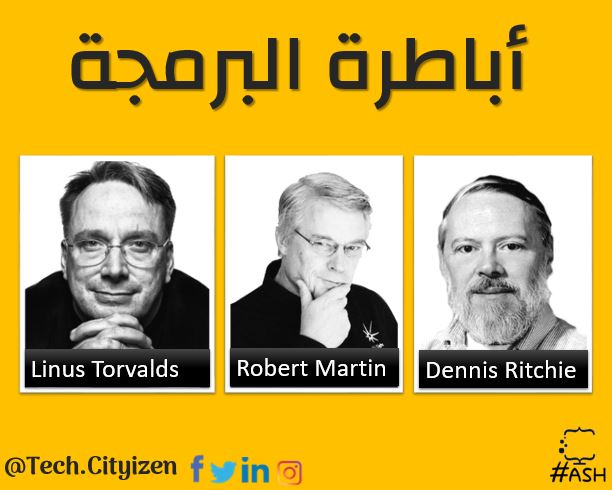 أباطرة البرمجة
Linus Torvalds
Robert Martin
Dennis Ritchie
@Tech.Cityizen
#ASH